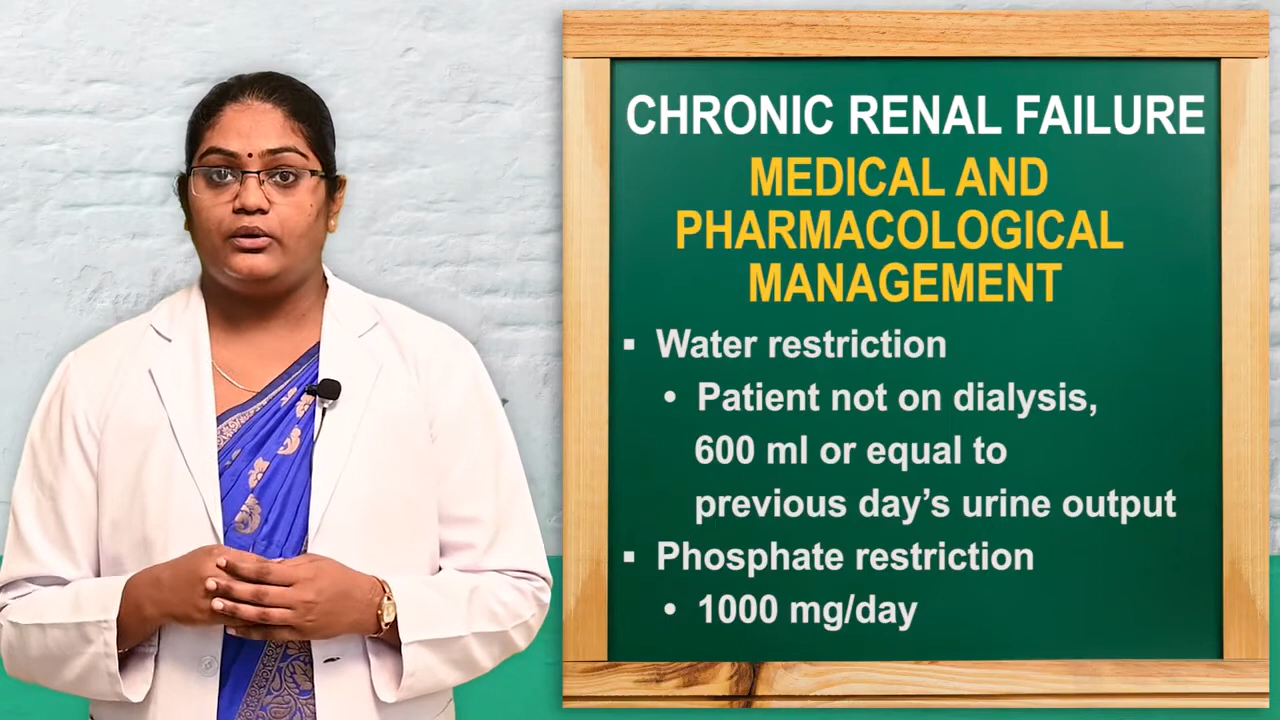 CHRONIC RENAL FAILURE
MEDICAL AND
PHARMACOLOGICAL
MANAGEMENT
▪ Water restriction
• Patient not on dialysis,
600 ml or equal to
previous day’s urine output
▪ Phosphate restriction
• 1000 mg/day